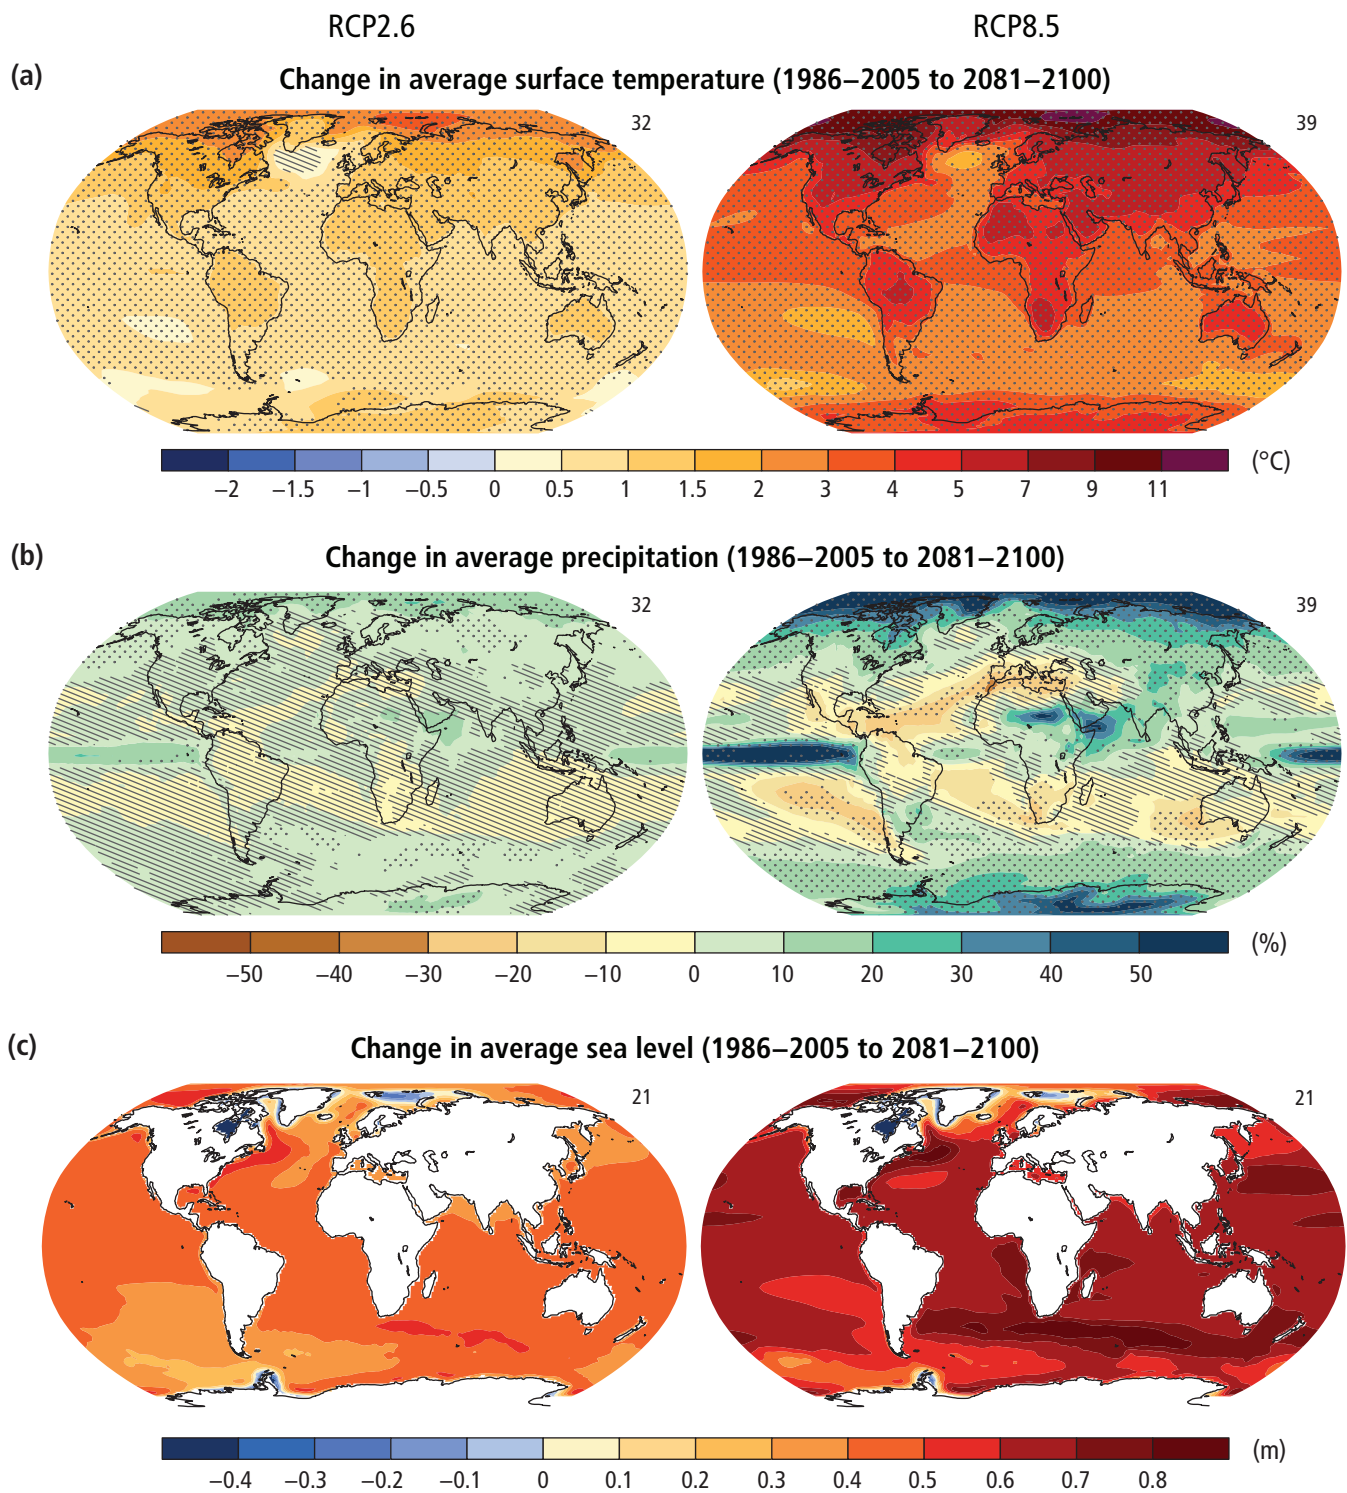 RCP2.6 RCP8.5
(a) Change in average surface temperature (1986–2005 to 2081–2100)
32 39
−2 −1.5 −1 −0.5 0 0.5 1 1.5 2 3 4 5 7 9 11 (°C)
(b) Change in average precipitation (1986–2005 to 2081–2100)
32 39
−50 −40 −30 −20 −10 0 10 20 30 40 50 (%)
(c) Change in average sea level (1986–2005 to 2081–2100)
21 21
−0.4 −0.3 −0.2 −0.1 0 0.1 0.2 0.3 0.4 0.5 0.6 0.7 0.8 (m)